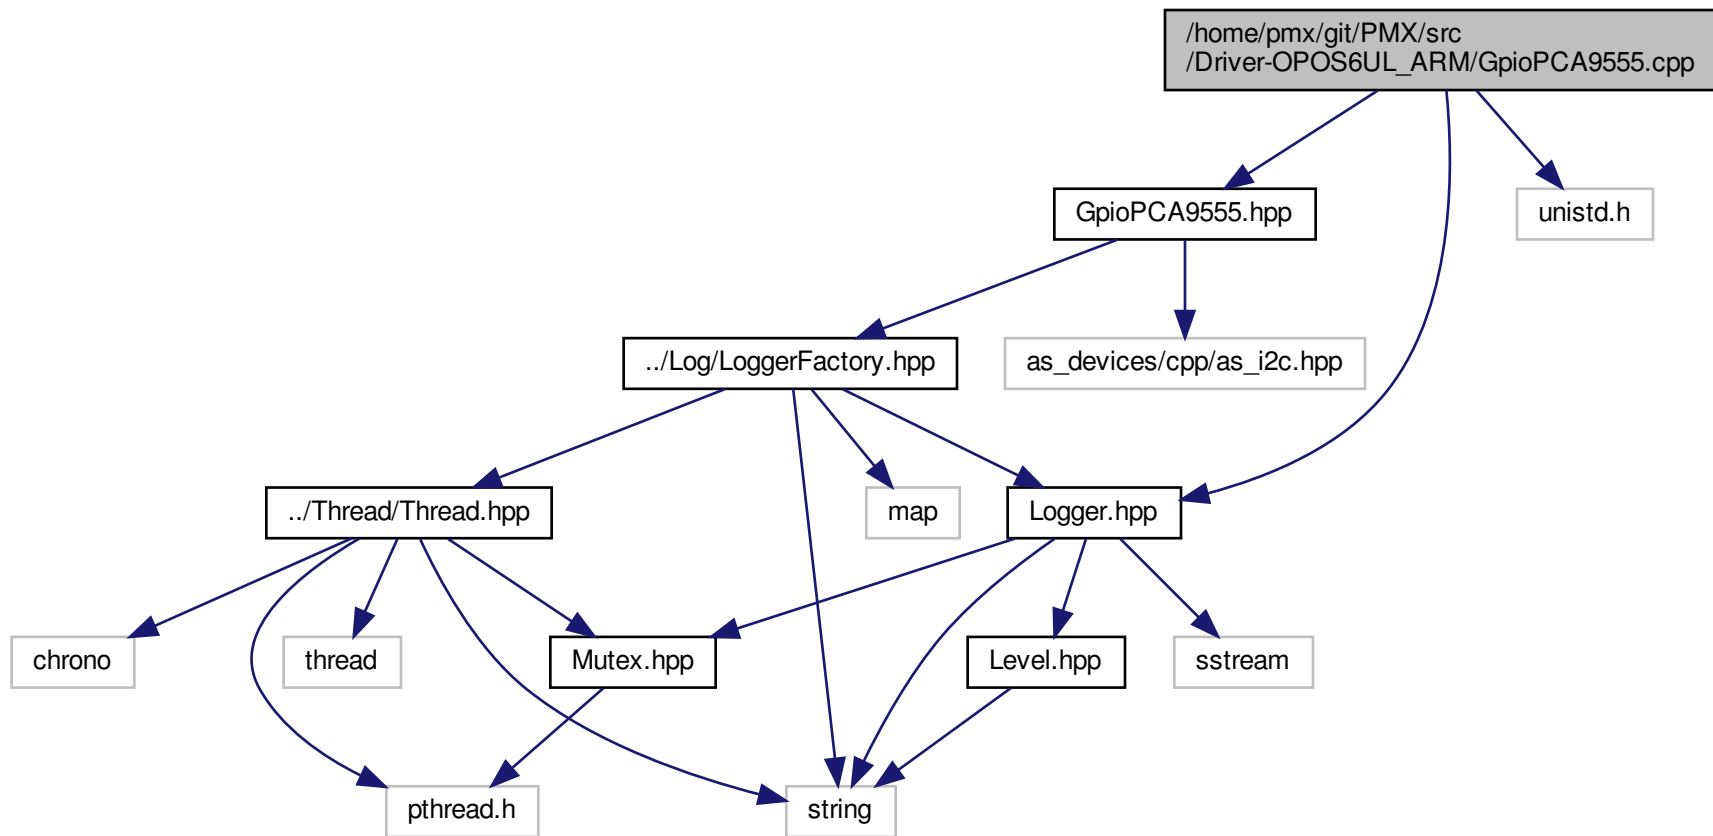 /home/pmx/git/PMX/src
/Driver-OPOS6UL_ARM/GpioPCA9555.cpp
GpioPCA9555.hpp
unistd.h
../Log/LoggerFactory.hpp
as_devices/cpp/as_i2c.hpp
../Thread/Thread.hpp
map
Logger.hpp
chrono
thread
Mutex.hpp
Level.hpp
sstream
pthread.h
string